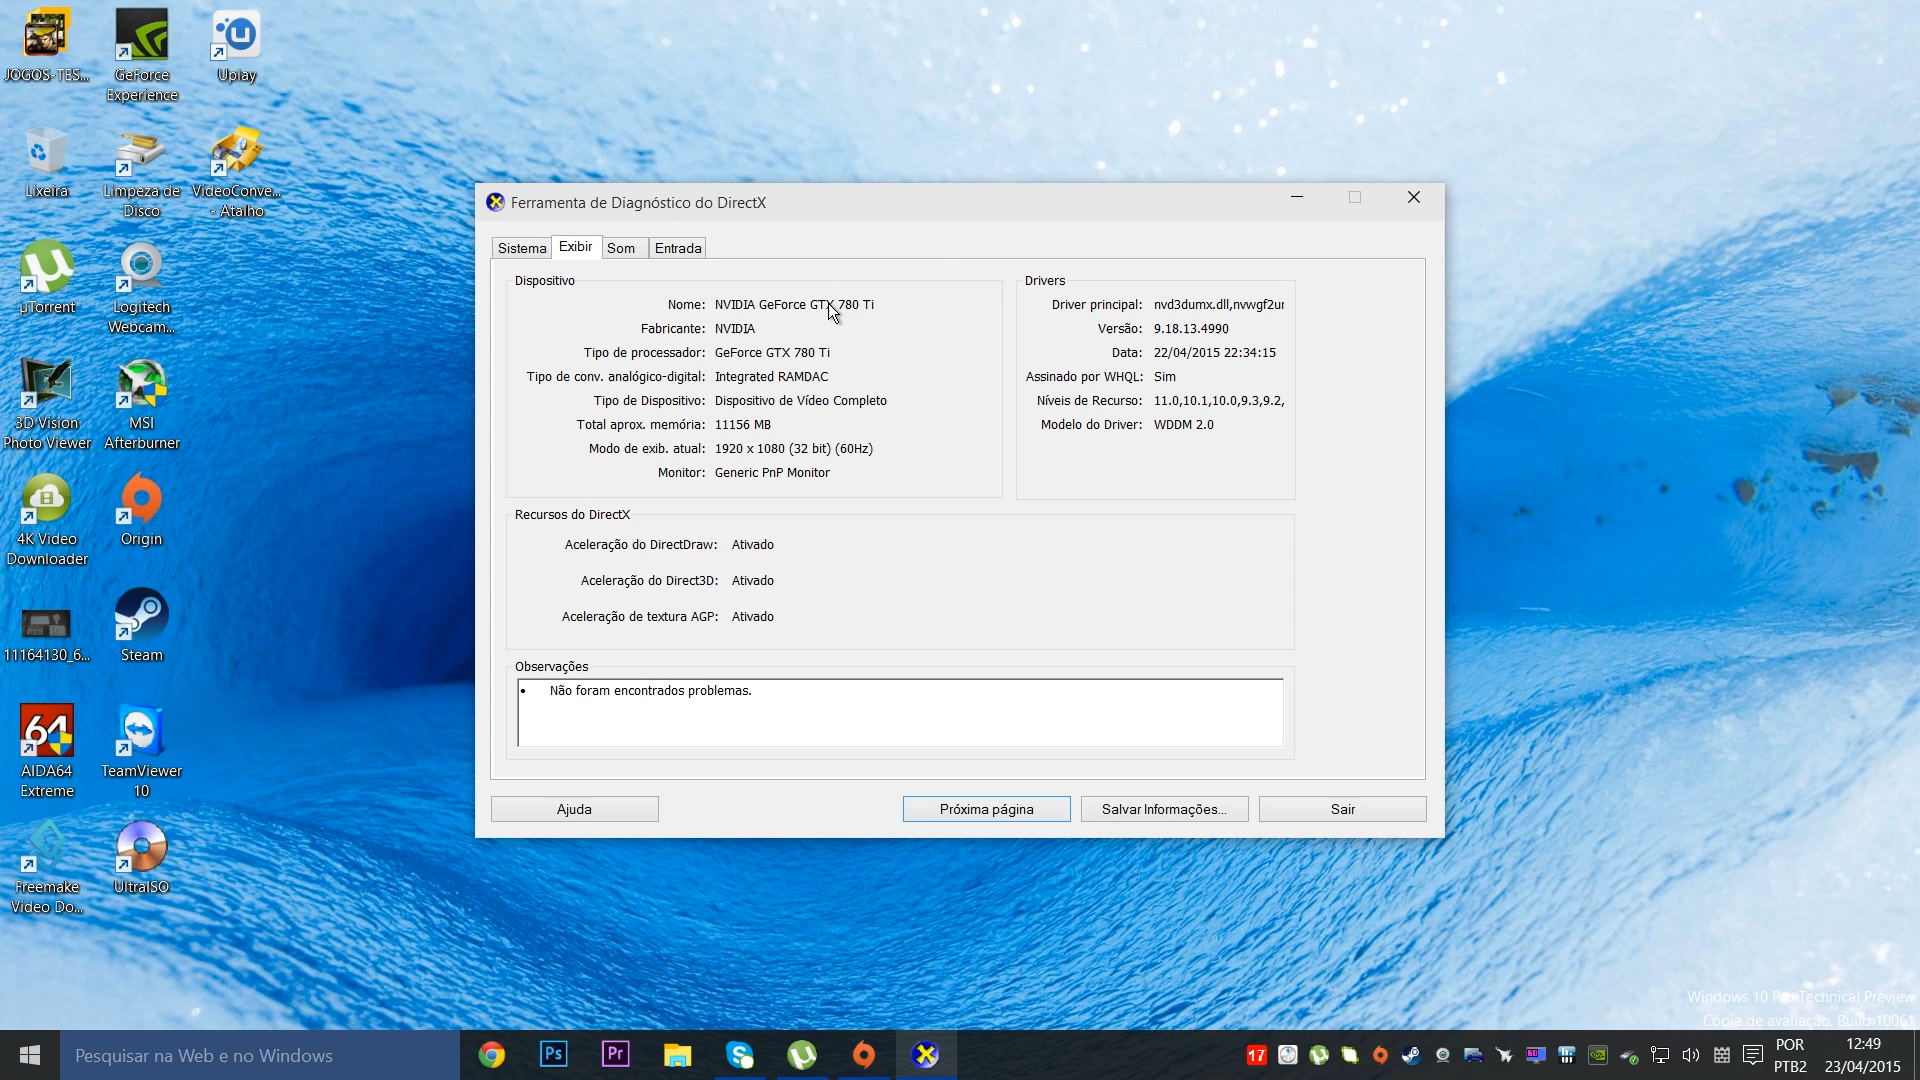 JOGOS-TES...
GeForce
Experience
Uplay
Lixeira
Limpeza de
Disco
VideoConve...
- Atalho
µTorrent
Logitech
Webcam...
3D Vision
Photo Viewer
MSI
Afterburner
4K Video
Downloader
Origin
11164130_6...
Steam
64
AIDA64
Extreme
TeamViewer
10
Freemake
Video Do...
UltraISO
Ferramenta de Diagnóstico do DirectX
Sistema
Exibir
Som
Entrada
Dispositivo
Nome: NVIDIA GeForce GTX 780 Ti
Fabricante: NVIDIA
Tipo de processador: GeForce GTX 780 Ti
Tipo de conv. analógico-digital: Integrated RAMDAC
Tipo de Dispositivo: Dispositivo de Vídeo Completo
Total aprox. memória: 11156 MB
Modo de exib. atual: 1920 x 1080 (32 bit) (60Hz)
Monitor: Generic PnP Monitor
Drivers
Driver principal: nvd3dumx.dll,nvwgf2ur
Versão: 9.18.13.4990
Data: 22/04/2015 22:34:15
Assinado por WHQL: Sim
Níveis de Recurso: 11.0,10.1,10.0,9.3,9.2,
Modelo do Driver: WDDM 2.0
Recursos do DirectX
Aceleração do DirectDraw: Ativado
Aceleração do Direct3D: Ativado
Aceleração de textura AGP: Ativado
Observações
• Não foram encontrados problemas.
Ajuda
Próxima página
Salvar Informações...
Sair
Windows 10 Pro Technical Preview
Cópia de avaliação. Build 10061
Pesquisar na Web e no Windows
Ps
Pr
17
60
POR
PTB2
12:49
23/04/2015